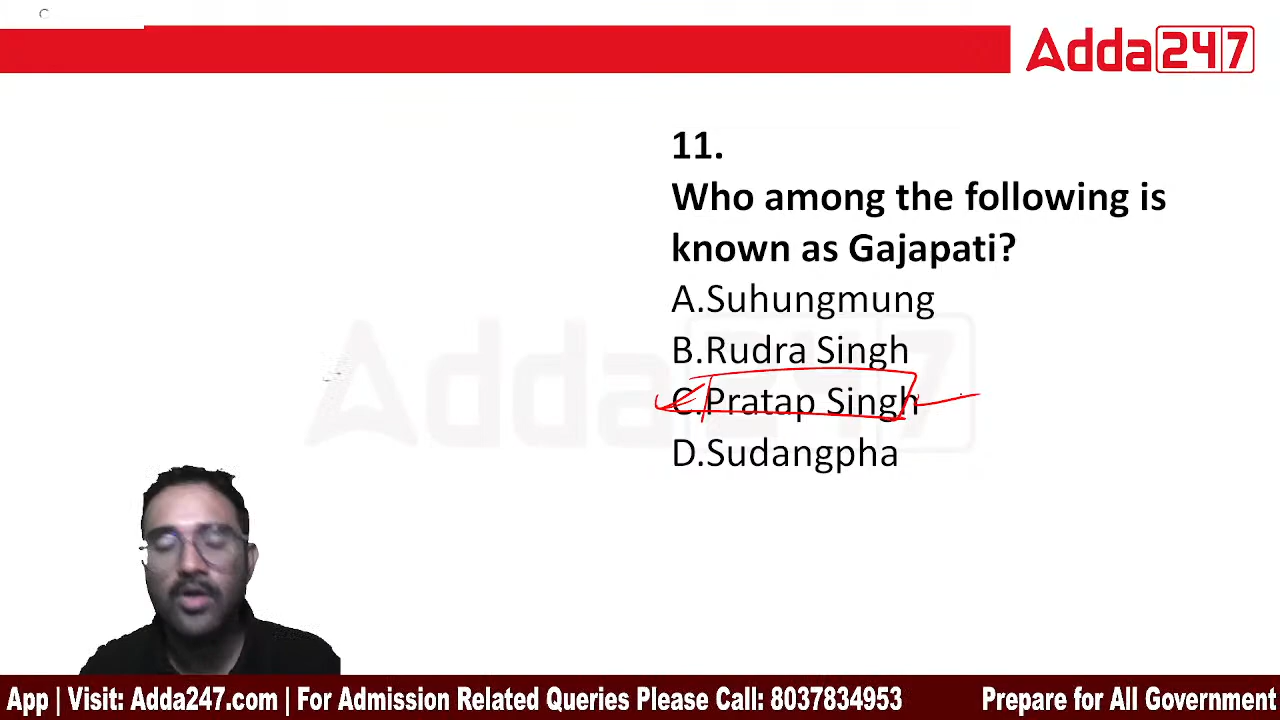 C
Adda247
11.
Who among the following is
known as Gajapati?
A.Suhungmung
B.Rudra Singh
C.Pratap Singh
D.Sudangpha
Adda247
App | Visit: Adda247.com | For Admission Related Queries Please Call: 8037834953 Prepare for All Government